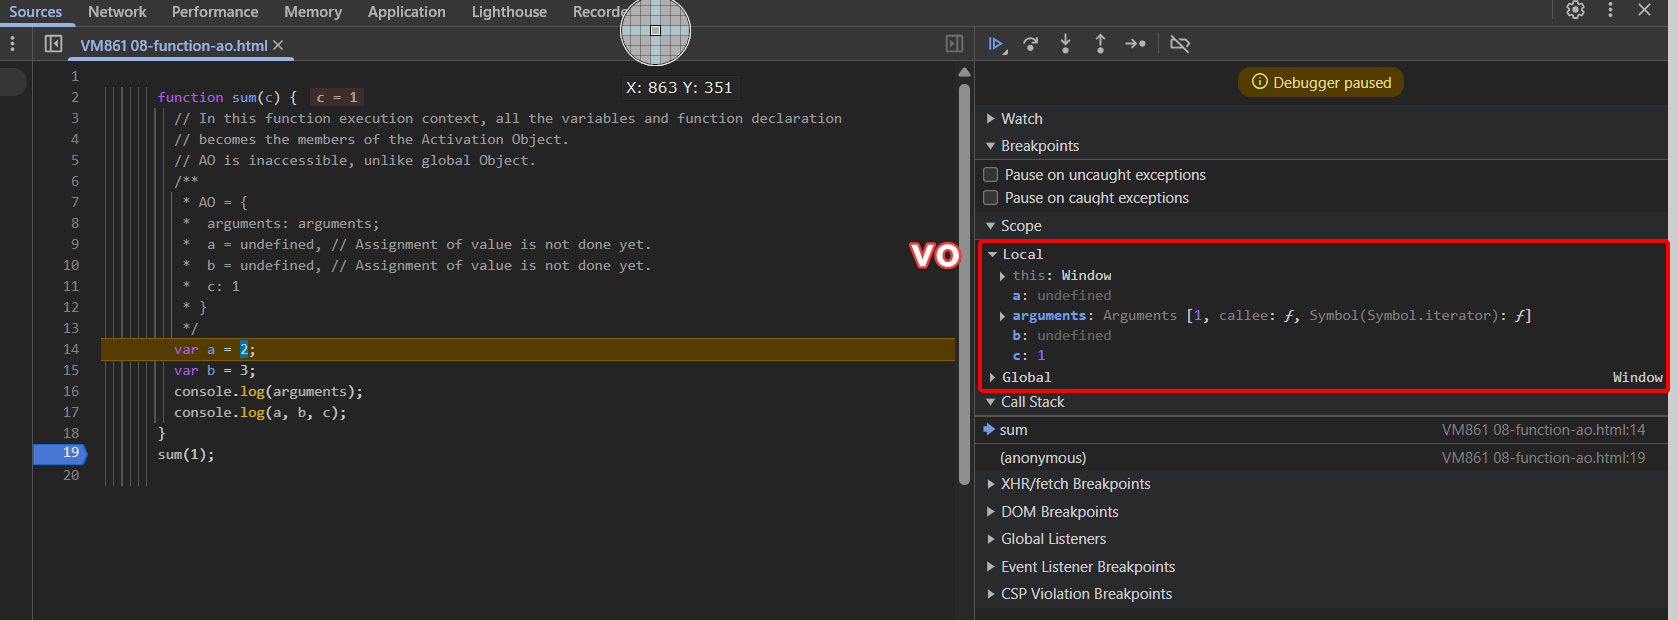 Sources Network Performance Memory Application Lighthouse Recorde
VM861 08-function-ao.html
X: 863 Y: 351
1
2 function sum(c) { c = 1
3 // In this function execution context, all the variables and function declaration
4 // becomes the members of the Activation Object.
5 // AO is inaccessible, unlike global Object.
6 /**
7 * AO = {
8 * arguments: arguments;
9 * a = undefined, // Assignment of value is not done yet.
10 * b = undefined, // Assignment of value is not done yet.
11 * c: 1
12 * }
13 */
14 var a = 2;
15 var b = 3;
16 console.log(arguments);
17 console.log(a, b, c);
18 }
19 sum(1);
20
VO
Debugger paused
Watch
Breakpoints
Pause on uncaught exceptions
Pause on caught exceptions
Scope
Local
this: Window
a: undefined
arguments: Arguments [1, callee: ƒ, Symbol(Symbol.iterator): ƒ]
b: undefined
c: 1
Global Window
Call Stack
sum VM861 08-function-ao.html:14
(anonymous) VM861 08-function-ao.html:19
XHR/fetch Breakpoints
DOM Breakpoints
Global Listeners
Event Listener Breakpoints
CSP Violation Breakpoints